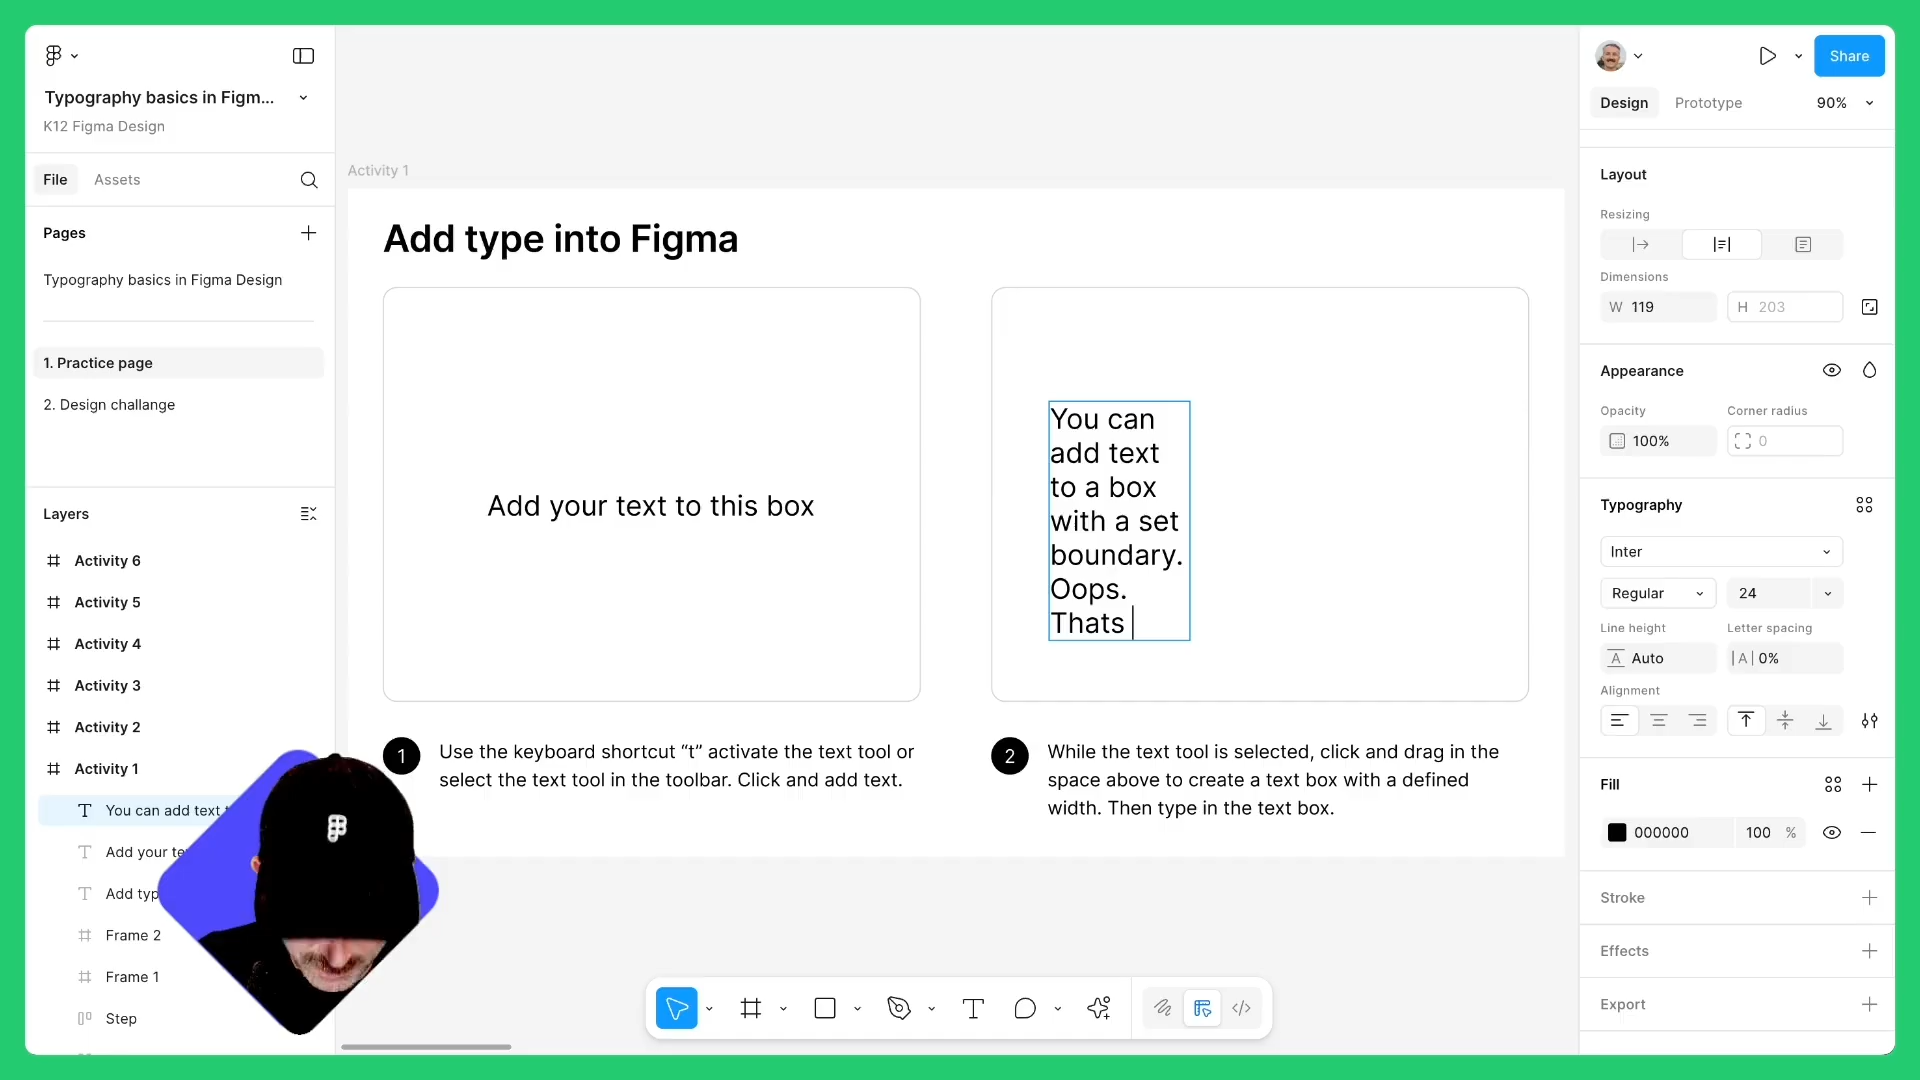 Typography basics in Figm...
K12 Figma Design
File
Assets
Pages
Typography basics in Figma Design
1. Practice page
2. Design challange
Layers
Activity 6
Activity 5
Activity 4
Activity 3
Activity 2
Activity 1
You can add text
Add your
Add
Frame 2
Frame 1
Step
Activity 1
Add type into Figma
Add your text to this box
You can
add text
to a box
with a set
boundary.
Oops.
Thats
1
Use the keyboard shortcut “t” activate the text tool or
select the text tool in the toolbar. Click and add text.
2
While the text tool is selected, click and drag in the
space above to create a text box with a defined
width. Then type in the text box.
Share
Design
Prototype
90%
Layout
Resizing
Dimensions
W 119
H 203
Appearance
Opacity
Corner radius
100%
0
Typography
Inter
Regular
24
Line height
Letter spacing
A Auto
|A| 0%
Alignment
Fill
000000
100 %
Stroke
Effects
Export